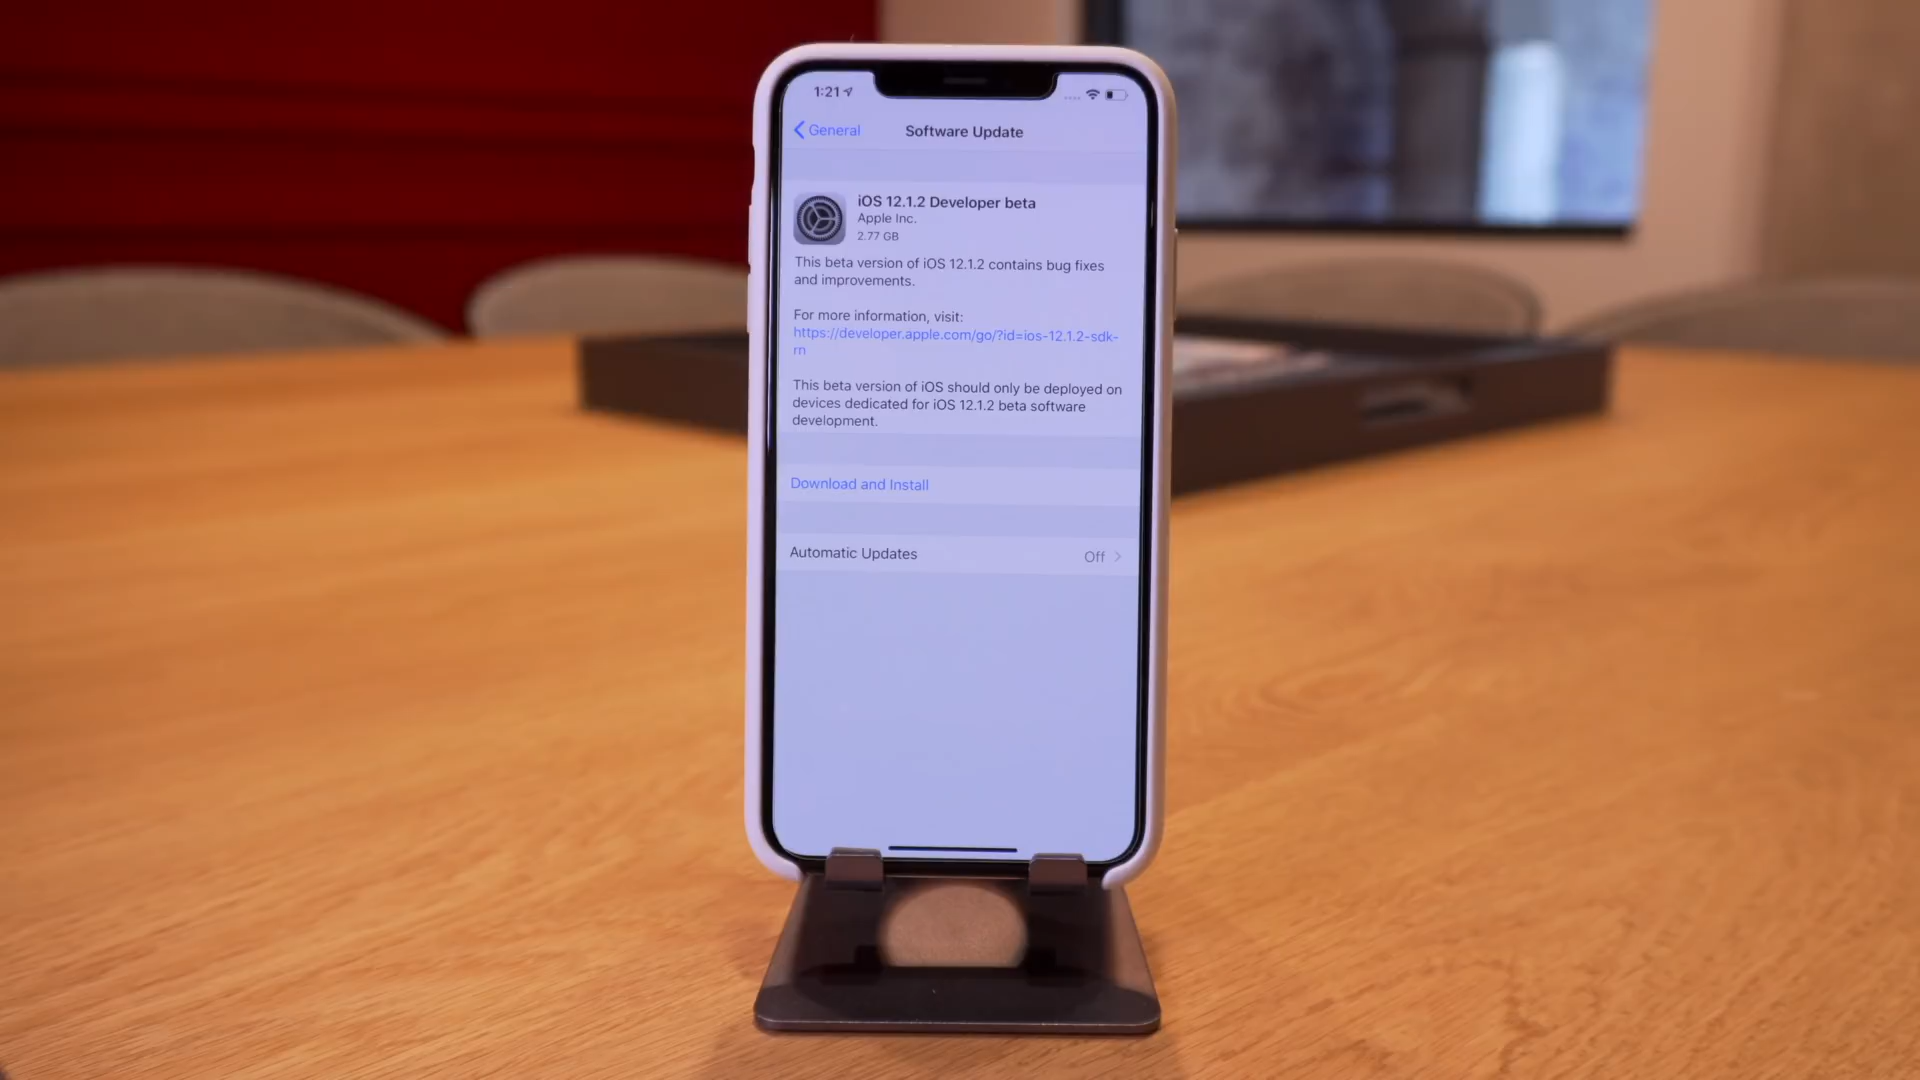 1:21
General
Software Update
iOS 12.1.2 Developer beta
Apple Inc.
2.77 GB
This beta version of iOS 12.1.2 contains bug fixes
and improvements.
For more information, visit:
https://developer.apple.com/go/?id=ios-12.1.2-sdk-
rn
This beta version of iOS should only be deployed on
devices dedicated for iOS 12.1.2 beta software
development.
Download and Install
Automatic Updates
Off